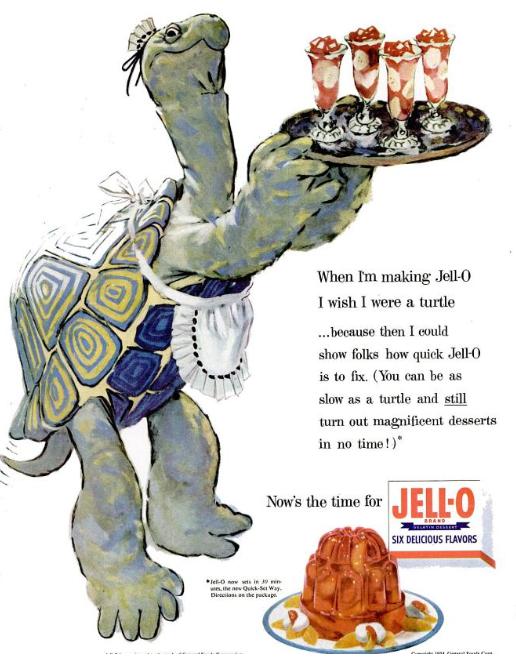 When I'm making Jell-O
I wish I were a turtle
...because then I could
show folks how quick Jell-O
is to fix. (You can be as
slow as a turtle and still
turn out magnificent desserts
in no time!)*
Now's the time for
JELL-O
BRAND
GELATIN DESSERT
SIX DELICIOUS FLAVORS
*Jell-O now sets in 30 min-
utes, the new Quick-Set Way.
Directions on the package.